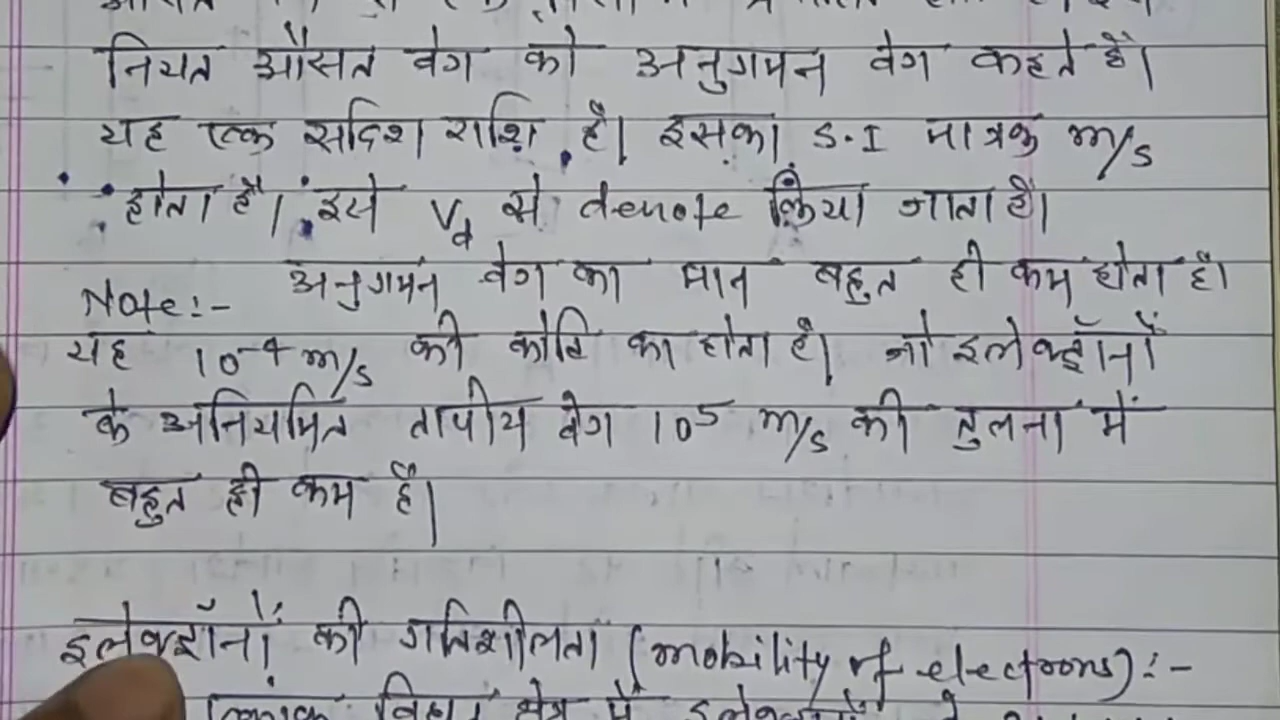 नियत औसत वेग को अनुगमन वेग कहते है।
यह एक सदिश राशि है। इसका S.I मात्रक m/s
होता है। इसे Vd से denote किया जाता है।
Note:- अनुगमन वेग का मान बहुत ही कम होता है।
यह 10-4 m/s की कोटि का होता है। जो इलेक्ट्रॉनों
के अनियमित तापीय वेग 10⁵ m/s की तुलना में
बहुत ही कम है।
इलेक्ट्रॉनों की गतिशीलता (mobility of electrons):-